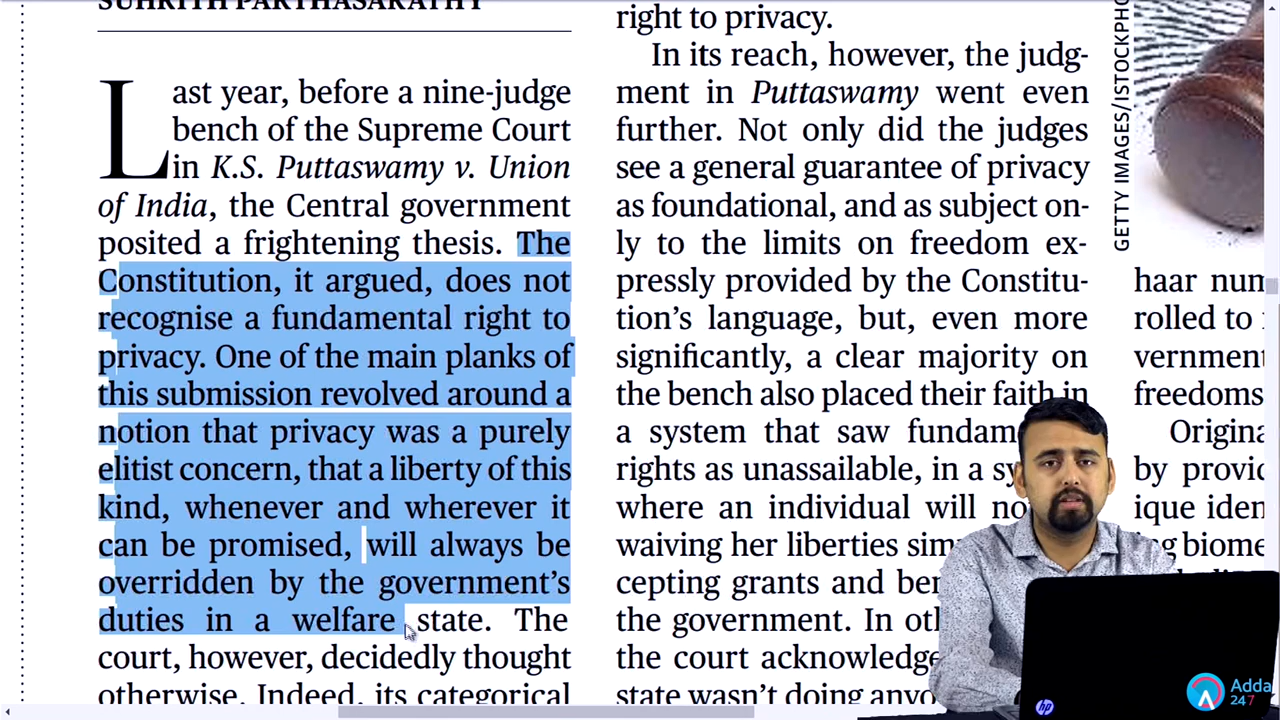 SUHRITH PARTHASARATHY
Last year, before a nine-judge
bench of the Supreme Court
in K.S. Puttaswamy v. Union
of India, the Central government
posited a frightening thesis. The
Constitution, it argued, does not
recognise a fundamental right to
privacy. One of the main planks of
this submission revolved around a
notion that privacy was a purely
elitist concern, that a liberty of this
kind, whenever and wherever it
can be promised, will always be
overridden by the government's
duties in a welfare state. The
court, however, decidedly thought
otherwise. Indeed, its categorical
right to privacy.
In its reach, however, the judg-
ment in Puttaswamy went even
further. Not only did the judges
see a general guarantee of privacy
as foundational, and as subject on-
ly to the limits on freedom ex-
pressly provided by the Constitu-
tion's language, but, even more
significantly, a clear majority on
the bench also placed their faith in
a system that saw fundam
rights as unassailable, in a sy
where an individual will no
waiving her liberties sim
cepting grants and ben
the government. In oth
the court acknowledge
state wasn't doing anyo
GETTY IMAGES/ISTOCKPHO
haar num
rolled to
vernment
freedoms
Origina
by provid
ique iden
ng biome
hp
Adda
247